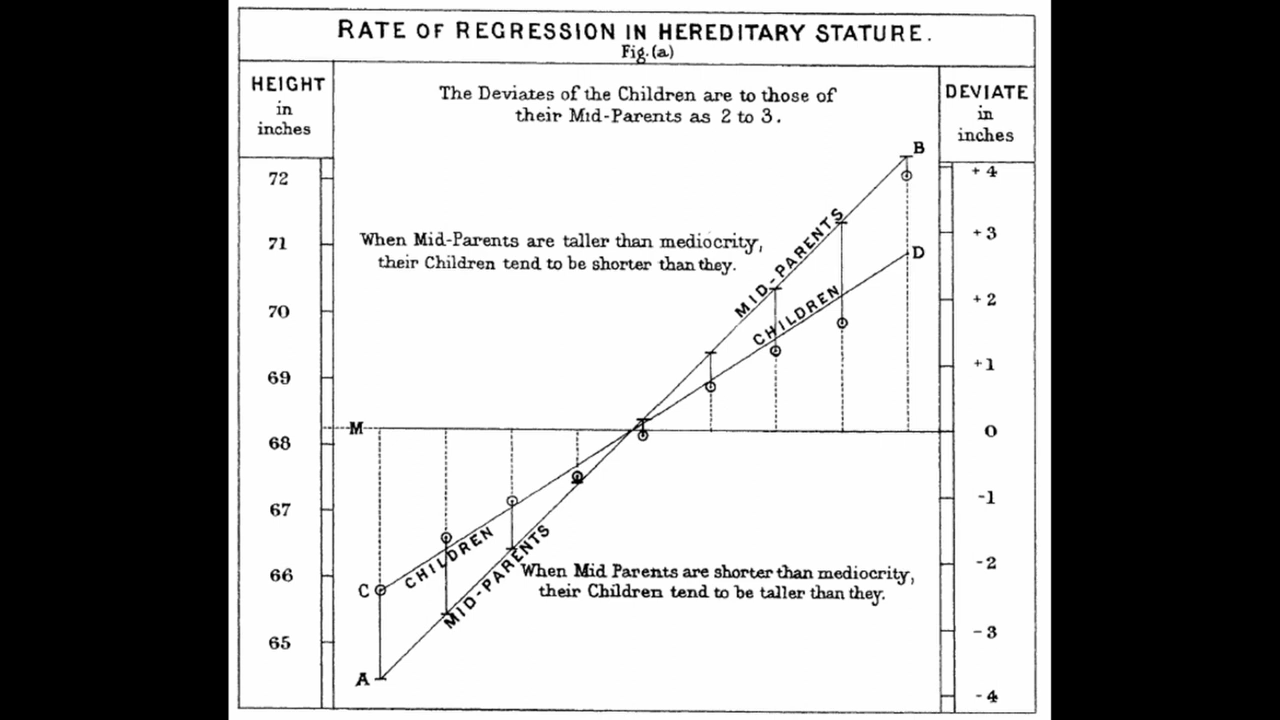 RATE OF REGRESSION IN HEREDITARY STATURE.
Fig. (a)
HEIGHT
in
inches
The Deviates of the Children are to those of
their Mid-Parents as 2 to 3.
DEVIATE
in
inches
72
71
70
69
68
67
66
65
When Mid-Parents are taller than mediocrity,
their Children tend to be shorter than they.
M
MID-PARENTS
CHILDREN
B
D
CHILDREN
MID-PARENTS
C
A
When Mid Parents are shorter than mediocrity,
their Children tend to be taller than they.
+4
+3
+2
+1
0
-1
-2
-3
-4